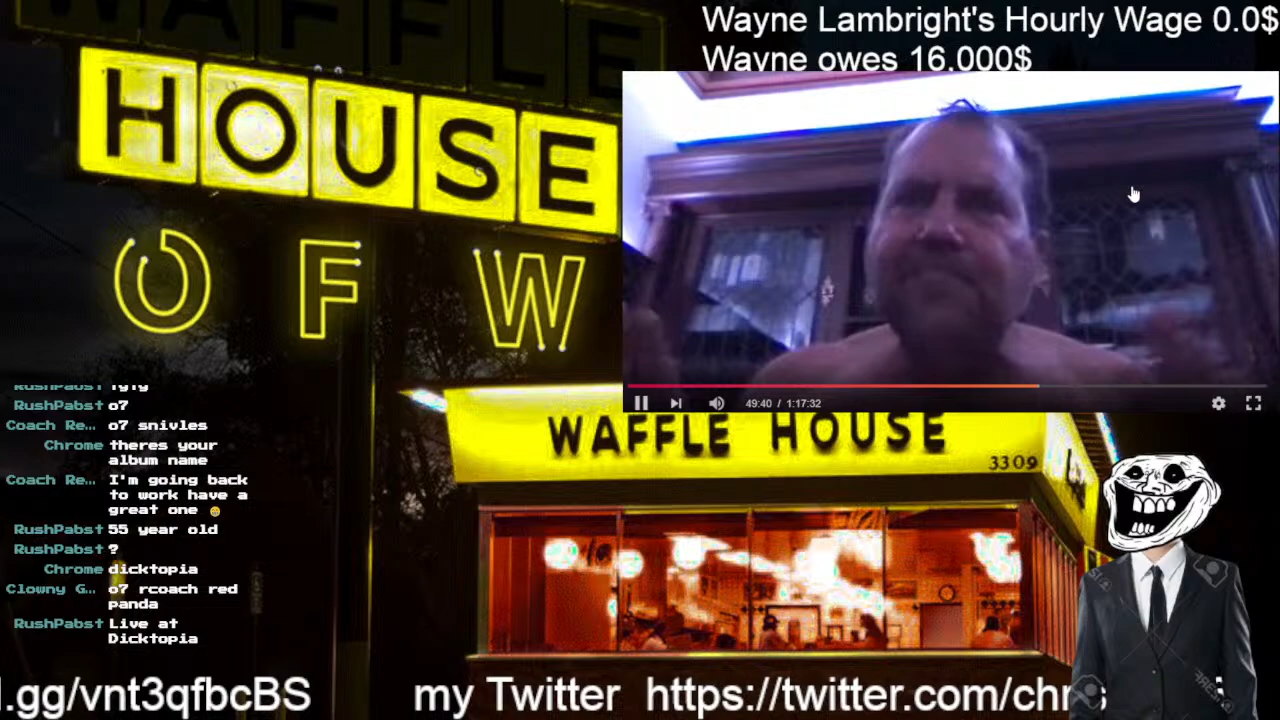 Wayne Lambright's Hourly Wage 0.0$
Wayne owes 16,000$
WAFFLE
HOUSE
OF W
WAFFLE HOUSE
3309
49:40 / 1:17:32
RushPabst
RushPabst o7
Coach Re... o7 snivles
Chrome theres your
album name
Coach Re... I'm going back
to work have a
great one
RushPabst 55 year old
RushPabst ?
Chrome dicktopia
Clowny G... o7 rcoach red
panda
RushPabst Live at
Dicktopia
.gg/vnt3qfbcBS my Twitter https://twitter.com/chr